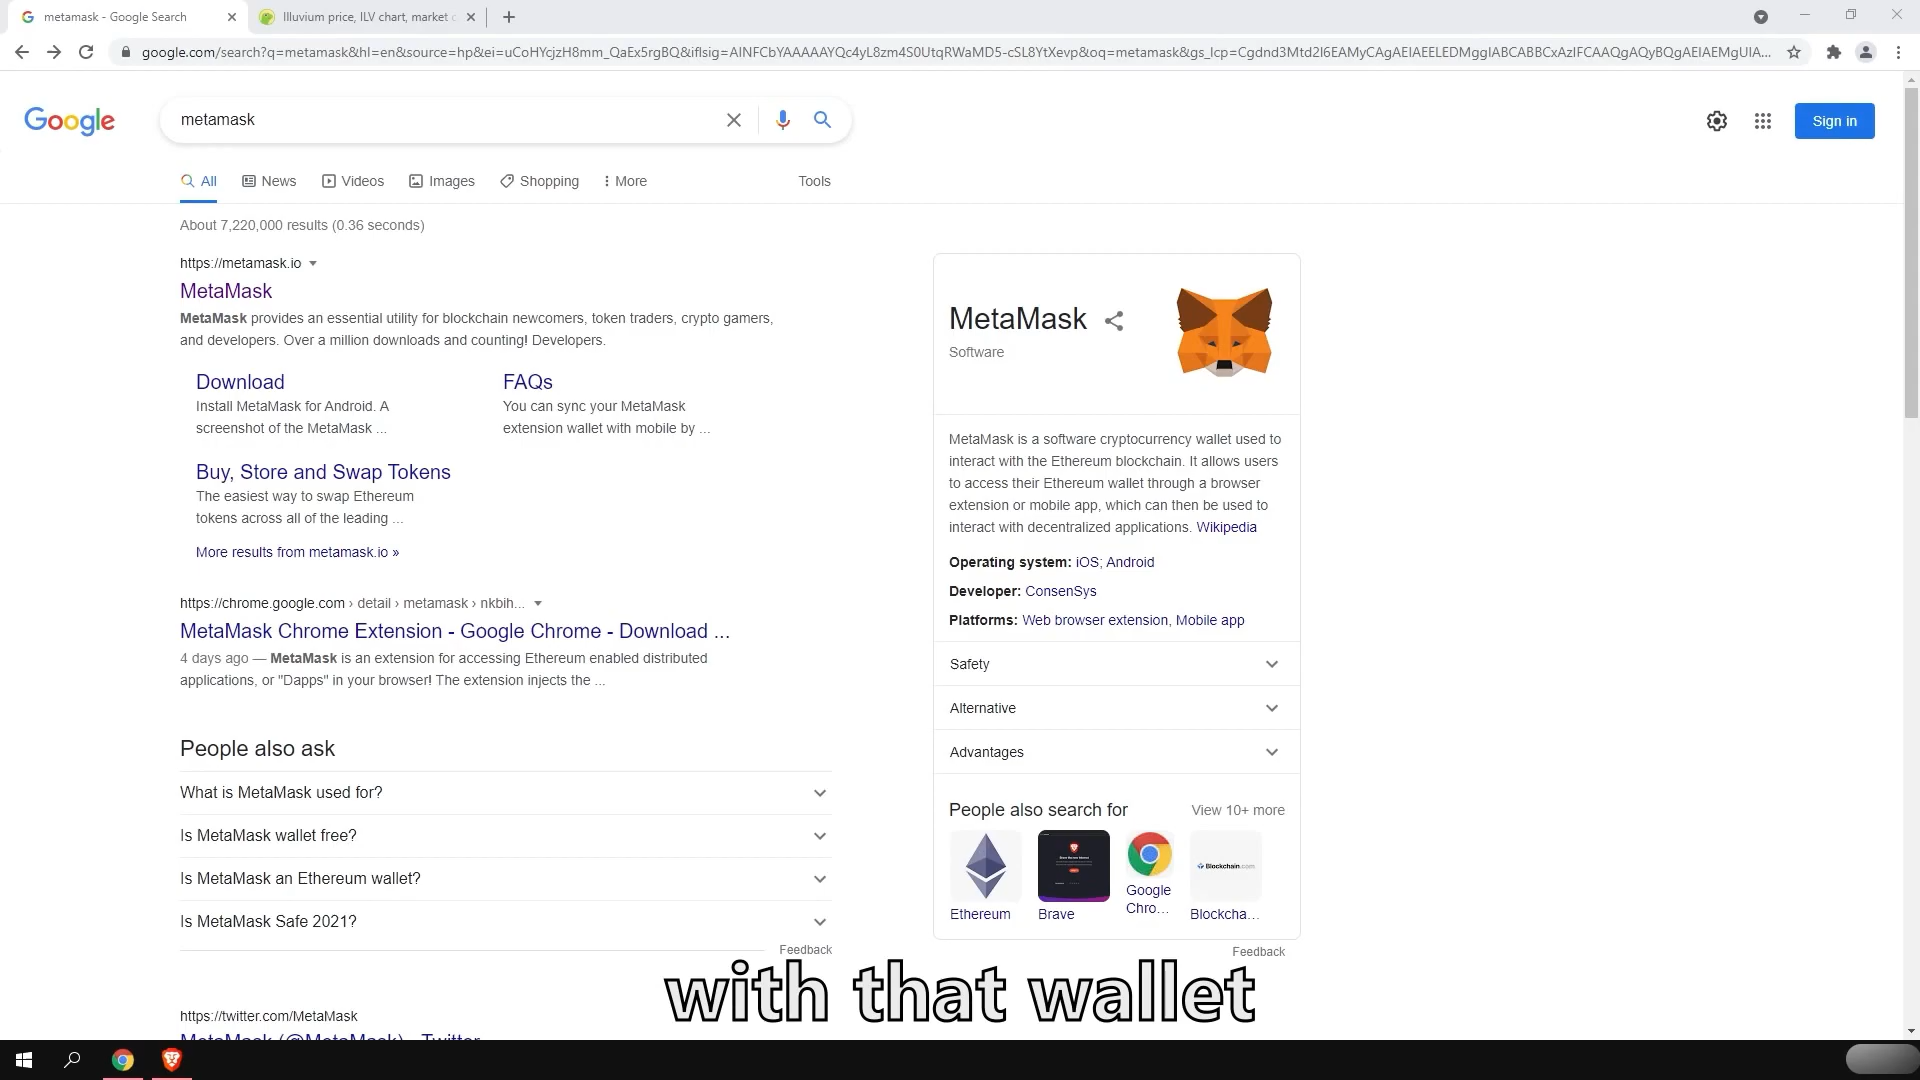 metamask - Google Search
Illuvium price, ILV chart, market c
google.com/search?q=metamask&hl=en&source=hp&ei=uCoHYcjzH8mm_QaEx5rgBQ&iflsig=AINFCbYAAAAAYQc4yL8zm4S0UtqRWaMD5-cSL8YtXevp&oq=metamask&gs_lcp=Cgdnd3Mtd2l6EAMyCAgAEIAEELEDMggIABCABBCxAzIFCAAQgAQyBQgAEIAEMgUIA...
Google
metamask
Sign in
All
News
Videos
Images
Shopping
More
Tools
About 7,220,000 results (0.36 seconds)
https://metamask.io
MetaMask
MetaMask provides an essential utility for blockchain newcomers, token traders, crypto gamers,
and developers. Over a million downloads and counting! Developers.
Download
Install MetaMask for Android. A
screenshot of the MetaMask ...
FAQs
You can sync your MetaMask
extension wallet with mobile by ...
Buy, Store and Swap Tokens
The easiest way to swap Ethereum
tokens across all of the leading ...
More results from metamask.io »
https://chrome.google.com › detail › metamask › nkbih...
MetaMask Chrome Extension - Google Chrome - Download ...
4 days ago — MetaMask is an extension for accessing Ethereum enabled distributed
applications, or "Dapps" in your browser! The extension injects the ...
People also ask
What is MetaMask used for?
Is MetaMask wallet free?
Is MetaMask an Ethereum wallet?
Is MetaMask Safe 2021?
Feedback
https://twitter.com/MetaMask
MetaMask (@MetaMask) - Twitter
MetaMask
Software
MetaMask is a software cryptocurrency wallet used to
interact with the Ethereum blockchain. It allows users
to access their Ethereum wallet through a browser
extension or mobile app, which can then be used to
interact with decentralized applications. Wikipedia
Operating system: iOS; Android
Developer: ConsenSys
Platforms: Web browser extension, Mobile app
Safety
Alternative
Advantages
People also search for
View 10+ more
Blockchain.com
Ethereum
Brave
Google
Chro...
Blockcha...
Feedback
with that wallet